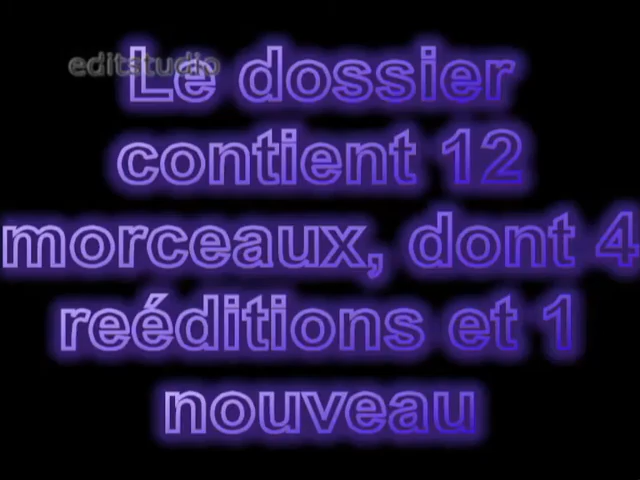 editstudio
Le dossier
contient 12
morceaux, dont 4
reéditions et 1
nouveau